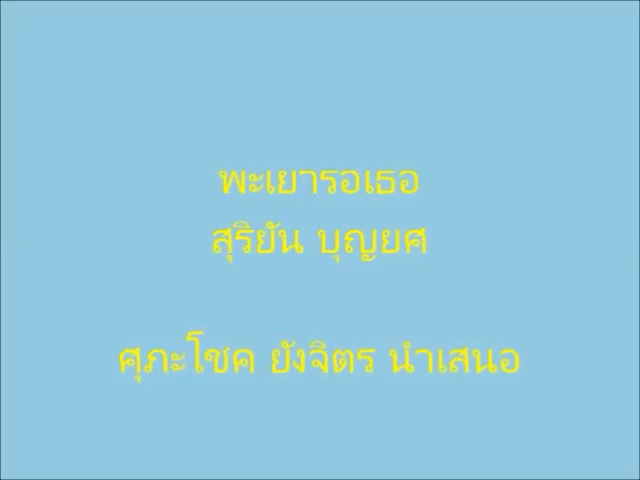 พะเยารอเธอ
สุริยัน บุญยศ
ศุภะโชค ยังจิตร นำเสนอ